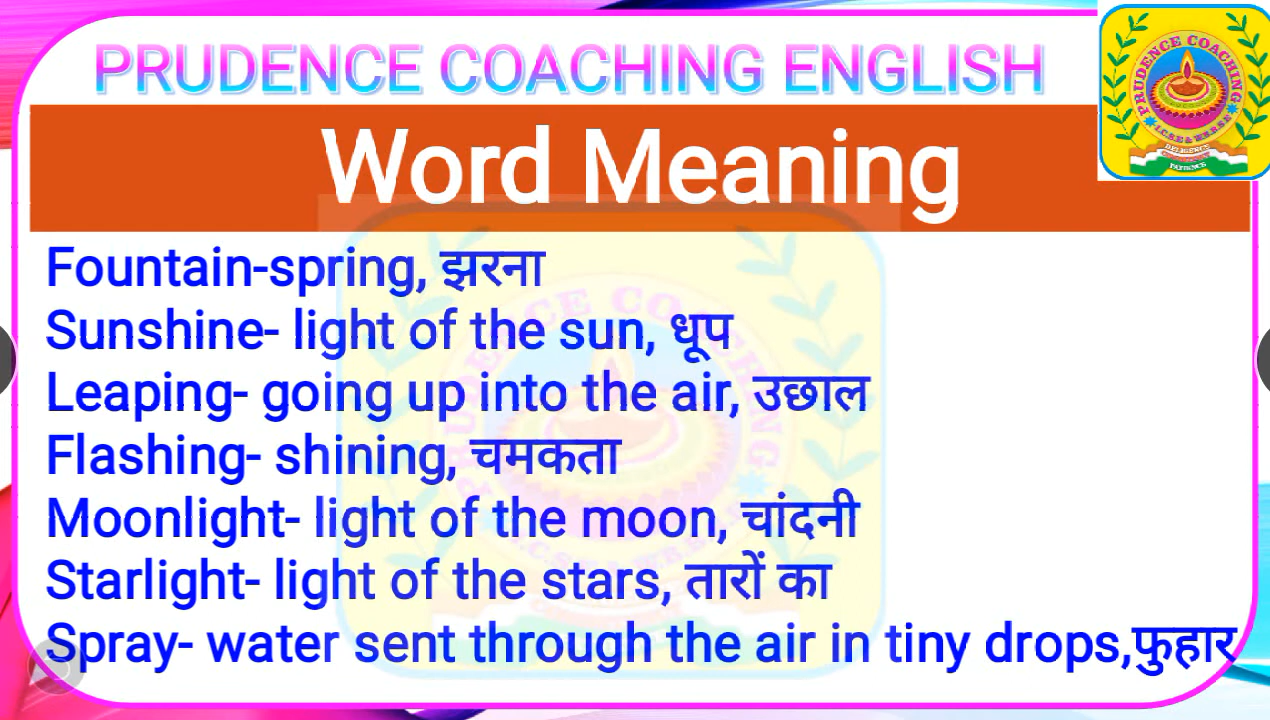 PRUDENCE COACHING ENGLISH
Word Meaning
Fountain-spring, झरना
Sunshine- light of the sun, धूप
Leaping- going up into the air, उछाल
Flashing- shining, चमकता
Moonlight- light of the moon, चांदनी
Starlight- light of the stars, तारों का
Spray- water sent through the air in tiny drops,फुहार
PRUDENCE COACHING
I.C.S.E & W.B.B.S.E
DILIGENCE
PATIENCE